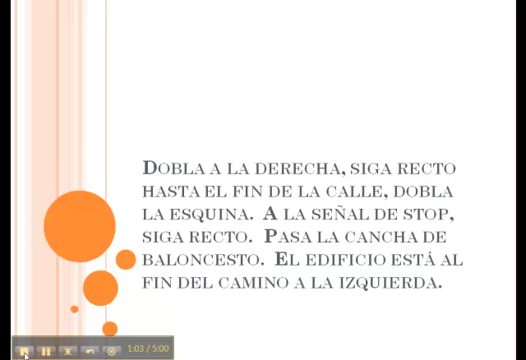 DOBLA A LA DERECHA, SIGA RECTO
HASTA EL FIN DE LA CALLE, DOBLA
LA ESQUINA. A LA SEÑAL DE STOP,
SIGA RECTO. PASA LA CANCHA DE
BALONCESTO. EL EDIFICIO ESTÁ AL
FIN DEL CAMINO A LA IZQUIERDA.
1:03 / 5:00